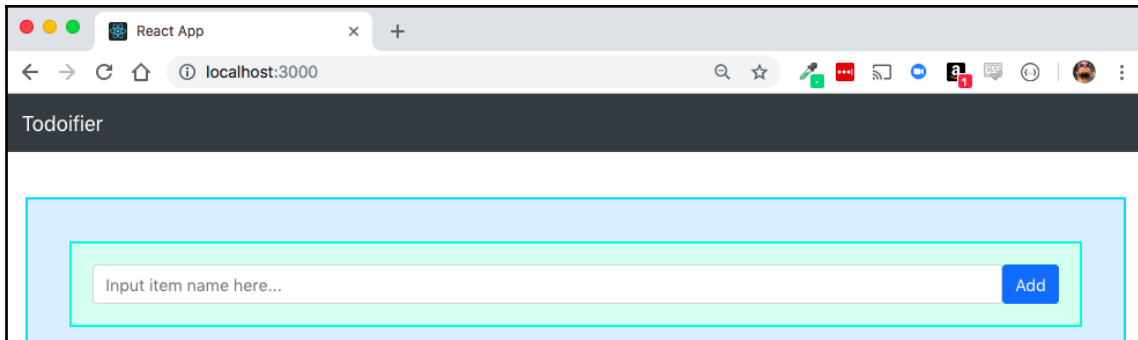 React App
localhost:3000
Todoifier
Input item name here...
Add